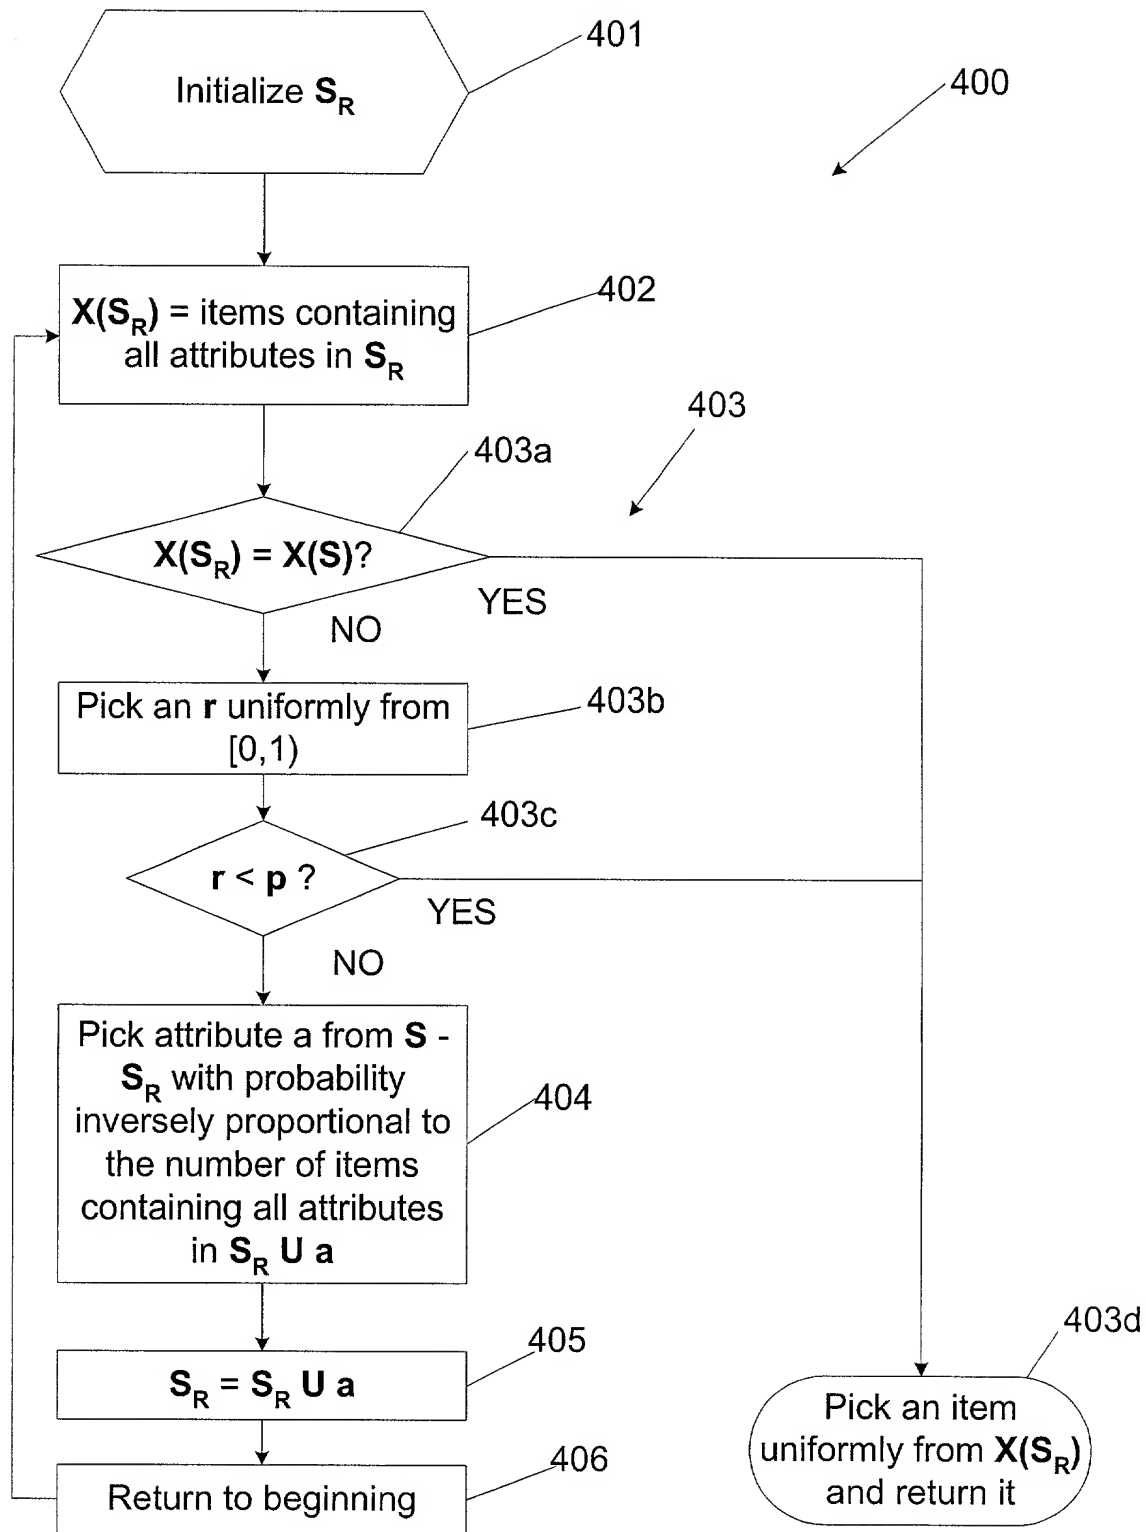 401
Initialize S_R
400
402
X(S_R) = items containing
all attributes in S_R
403
403a
X(S_R) = X(S)?
YES
NO
403b
Pick an r uniformly from
[0,1)
403c
r < p ?
YES
NO
Pick attribute a from S -
S_R with probability
inversely proportional to
the number of items
containing all attributes
in S_R U a
404
405
S_R = S_R U a
406
Return to beginning
403d
Pick an item
uniformly from X(S_R)
and return it